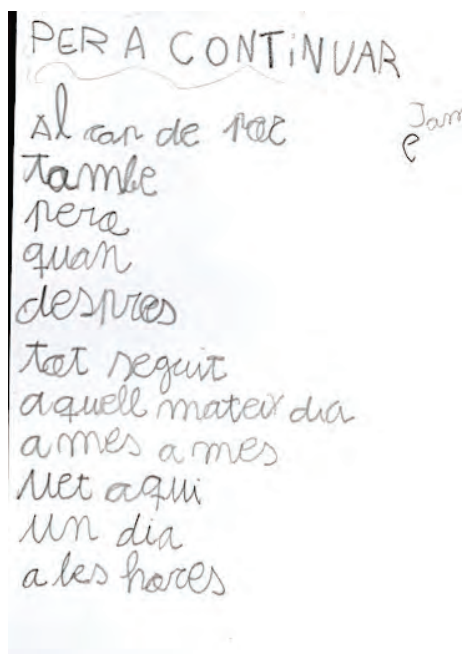 PER A CONTINUAR
Al cap de poc
tambe
pero
quan
despres
tot seguit
aquell mateix dia
a mes a mes
vet aqui
un dia
a les hores